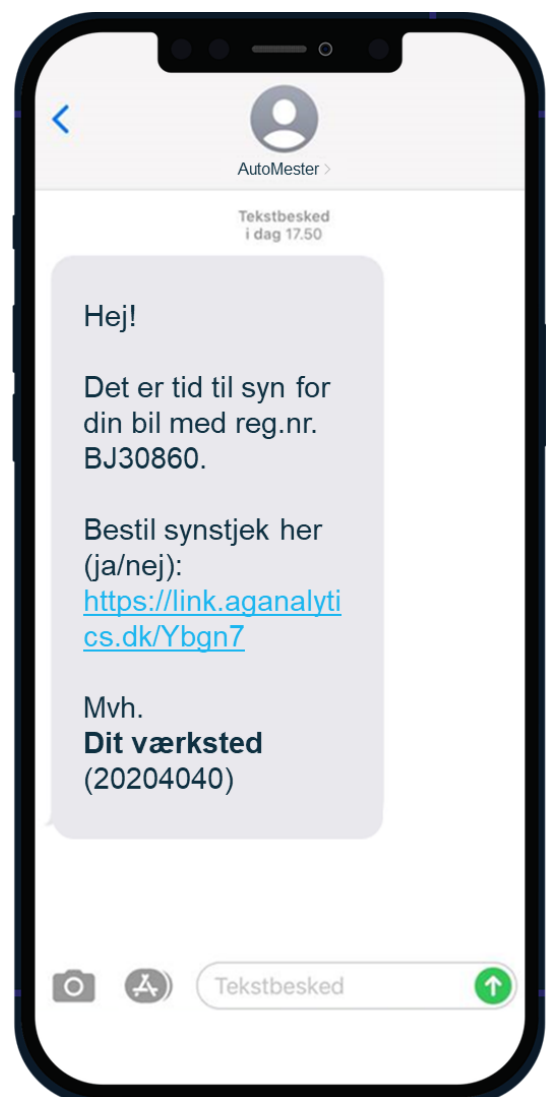 AutoMester
Tekstbesked
i dag 17.50
Hej!
Det er tid til syn for
din bil med reg.nr.
BJ30860.
Bestil synstjek her
(ja/nej):
https://link.aganalyti
cs.dk/Ybgn7
Mvh.
Dit værksted
(20204040)
Tekstbesked